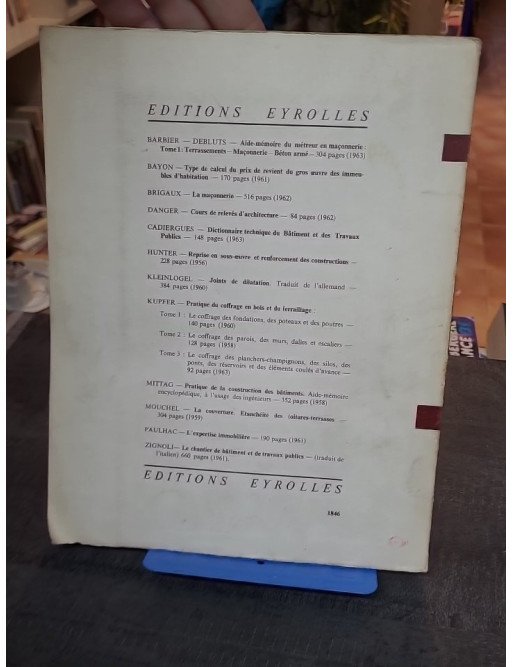 EDITIONS EYROLLES
BARBIER — DEBLUTS — Aide-mémoire du métreur en maçonnerie :
Tome I : Terrassements - Maçonnerie - Béton armé — 304 pages (1963)
BAYON — Type de calcul du prix de revient du gros œuvre des immeu-
bles d'habitation — 170 pages (1961)
BRIGAUX — La maçonnerie — 516 pages (1962)
DANGER — Cours de relevés d'architecture — 84 pages (1962)
CADIERGUES — Dictionnaire technique du Bâtiment et des Travaux
Publics — 148 pages (1963)
HUNTER — Reprise en sous-œuvre et renforcement des constructions —
228 pages (1956)
KLEINLOGEL — Joints de dilatation. Traduit de l'allemand —
384 pages (1960)
KUPFER — Pratique du coffrage en bois et du ferraillage :
Tome 1 : Le coffrage des fondations, des poteaux et des poutres —
140 pages (1960)
Tome 2 : Le coffrage des parois, des murs, dalles et escaliers —
128 pages (1958)
Tome 3 : Le coffrage des planchers-champignons, des silos, des
ponts, des réservoirs et des éléments coulés d'avance —
92 pages (1963)
MITTAG — Pratique de la construction des bâtiments. Aide-mémoire
encyclopédique, à l'usage des ingénieurs — 352 pages (1958)
MOUCHEL — La couverture. Etanchéité des toitures-terrasses —
304 pages (1959)
PAULHAC — L'expertise immobilière — 190 pages (1961)
ZIGNOLI — Le chantier de bâtiment et de travaux publics — (traduit de
l'italien) 660 pages (1961).
EDITIONS EYROLLES
1846